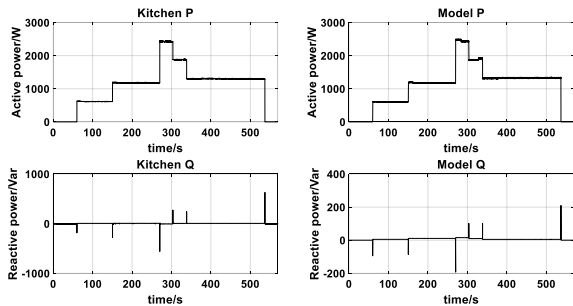 Kitchen P
Model P
Active power/W
3000
2000
1000
0
0 100 200 300 400 500
time/s
Active power/W
3000
2000
1000
0
0 100 200 300 400 500
time/s
Kitchen Q
Model Q
Reactive power/Var
1000
0
-1000
0 100 200 300 400 500
time/s
Reactive power/Var
400
200
0
-200
0 100 200 300 400 500
time/s